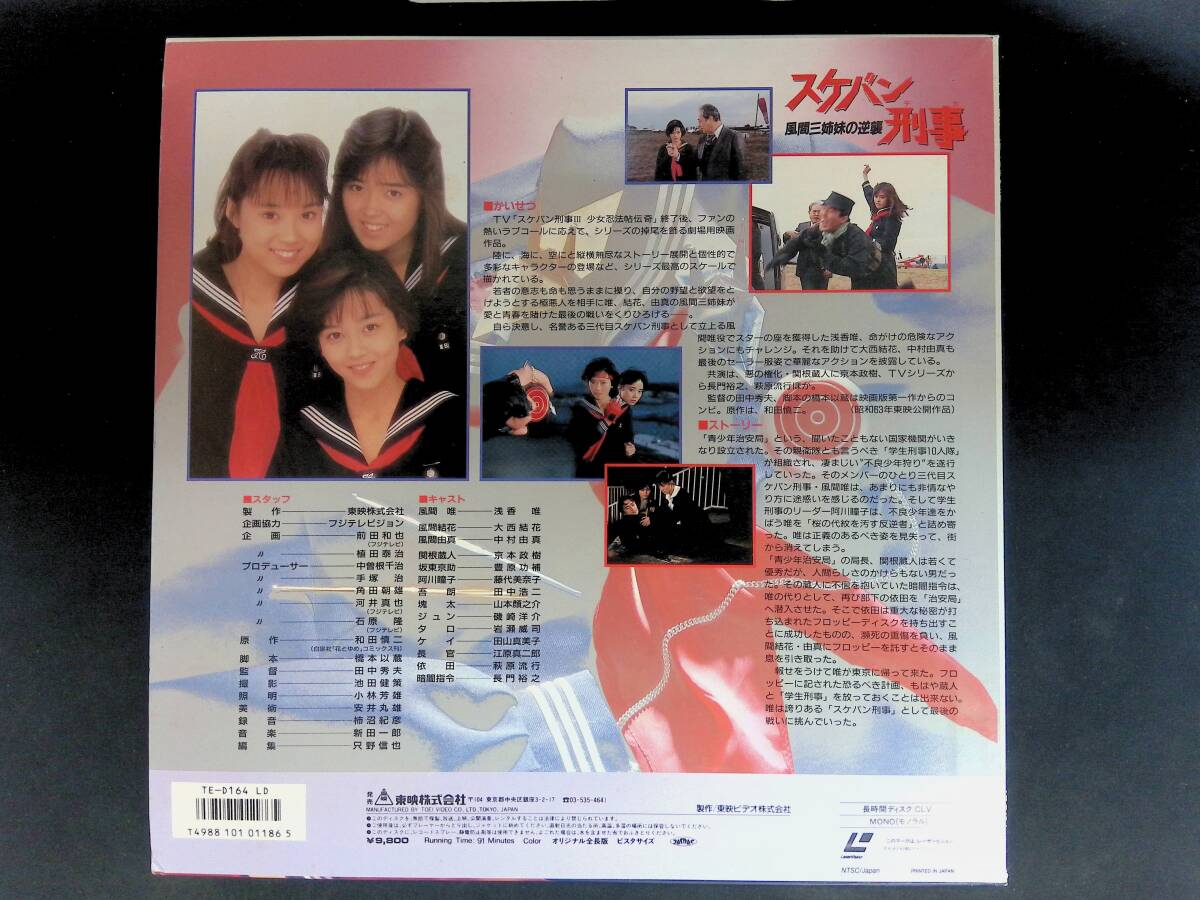 スケバン刑事
風間三姉妹の逆襲
■かいせつ
TV「スケバン刑事III 少女忍法帖伝奇」終了後、ファンの
熱いラブコールに応えて、シリーズの掉尾を飾る劇場用映画
作品。
陸に、海に、空にと縦横無尽なストーリー展開と個性的で
多彩なキャラクターの登場など、シリーズ最高のスケールで
描かれている。
若者の意志も命も思うままに操り、自分の野望と欲望をと
げようとする極悪人を相手に唯、結花、由真の風間三姉妹が
愛と青春を賭けた最後の戦いをくりひろげる──。
自ら決意し、名誉ある三代目スケバン刑事として立上る風
間唯役でスターの座を獲得した浅香唯、命がけの危険なアク
ションにもチャレンジ。それを助けて大西結花、中村由真も
最後のセーラー服姿で華麗なアクションを披露している。
共演は、悪の権化・関根蔵人に京本政樹、TVシリーズか
ら長門裕之、萩原流行ほか。
監督の田中秀夫、脚本の橋本以蔵は映画版第一作からのコ
ンビ。原作は、和田慎二。 (昭和63年東映公開作品)
■ストーリー
「青少年治安局」という、聞いたこともない国家機関がいき
なり設立された。その親衛隊とも言うべき「学生刑事10人隊」
が組織され、凄まじい"不良少年狩り"を遂行
していった。そのメンバーのひとり三代目ス
ケバン刑事・風間唯は、あまりにも非情なや
り方に途惑いを感じるのだった。そして学生
刑事のリーダー阿川瞳子は、不良少年達をか
ばう唯を「桜の代紋を汚す反逆者」と詰め寄
った。唯は正義のあるべき姿を見失って、街
から消えてしまう。
「青少年治安局」の局長、関根蔵人は若くて
優秀だが、人間らしさのかけらもない男だっ
た。その蔵人に不信を抱いていた暗闇指令は、
唯の代りとして、再び部下の依田を「治安局」
へ潜入させた。そこで依田は重大な秘密が打
ち込まれたフロッピーディスクを持ち出すこ
とに成功したものの、瀕死の重傷を負い、風
間結花・由真にフロッピーを託すとそのまま
息を引き取った。
報せをうけて唯が東京に帰って来た。フロ
ッピーに記された恐るべき計画、もはや蔵人
と「学生刑事」を放っておくことは出来ない。
唯は誇りある「スケバン刑事」として最後の
戦いに挑んでいった。
■スタッフ
製作──東映株式会社
企画協力──フジテレビジョン
企画──前田和也
(フジテレビ)
〃──植田泰治
プロデューサー──中曽根千治
〃──手塚治
〃──角田朝雄
〃──河井真也
(フジテレビ)
〃──石原隆
(フジテレビ)
原作──和田慎二
(白泉社「花とゆめ」コミックス刊)
脚本──橋本以蔵
監督──田中秀夫
撮影──池田健策
照明──小林芳雄
美術──安井丸雄
録音──柿沼紀彦
音楽──新田一郎
編集──只野信也
■キャスト
風間唯──浅香唯
風間結花──大西結花
風間由真──中村由真
関根蔵人──京本政樹
坂東京助──豊原功補
阿川瞳子──藤代美奈子
吾朗──田中浩二
塊太──山本顔之介
ジュン──磯崎洋介
タロ──岩瀬威司
ケイ──田山真美子
長官──江原真二郎
依田──萩原流行
暗闇指令──長門裕之
TE-D164 LD
T4988 101 01186 5
発売
東映株式会社 〒104 東京都中央区銀座3-2-17 ☎03-535-4641
MANUFACTURED BY TOEI VIDEO CO., LTD, TOKYO, JAPAN
製作/東映ビデオ株式会社
●このディスクを、無断で複製、放送、上映、公開演奏、レンタルすることは法律により禁じられています。
¥9,800 Running Time: 91 Minutes Color オリジナル全長版 ビスタサイズ
長時間ディスク CLV
MONO(モノラル)
LaserVision
NTSC/Japan
PRINTED IN JAPAN